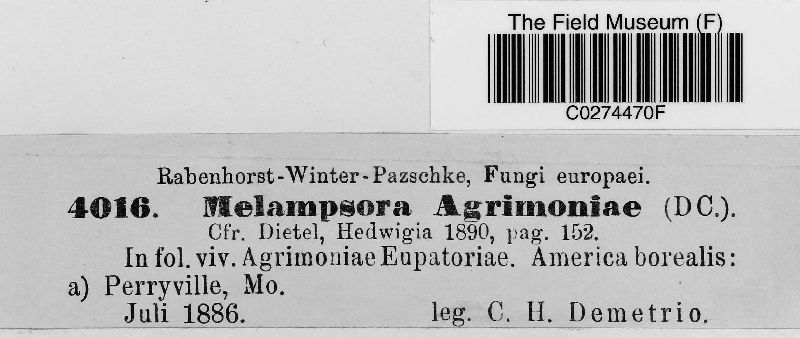 The Field Museum (F)
C0274470F
Rabenhorst-Winter-Pazschke, Fungi europaei.
4016. Melampsora Agrimoniae (DC.).
Cfr. Dietel, Hedwigia 1890, pag. 152.
In fol. viv. Agrimoniae Eupatoriae. America borealis:
a) Perryville, Mo.
Juli 1886. leg. C. H. Demetrio.